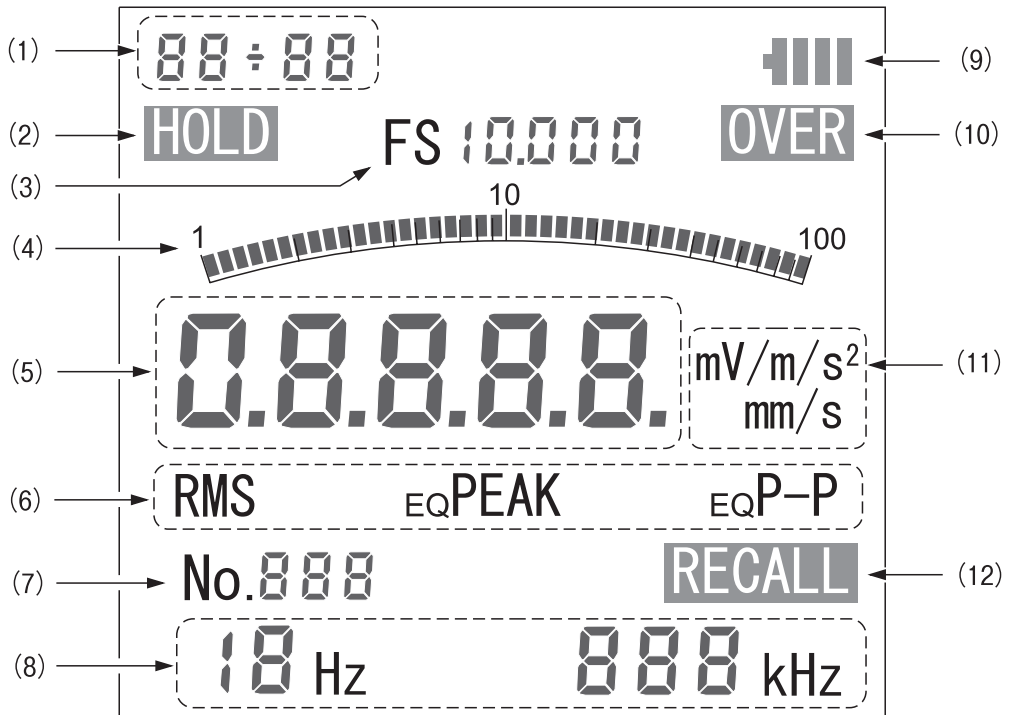 (1) 88÷88 (9)
(2) HOLD FS 10.000 OVER (10)
(3)
10
(4) 1 100
(5) 0.8.8.8.8. mV/m/s² (11)
mm/s
(6) RMS EQPEAK EQP-P
(7) No.888 RECALL (12)
(8) 18 Hz 888 kHz